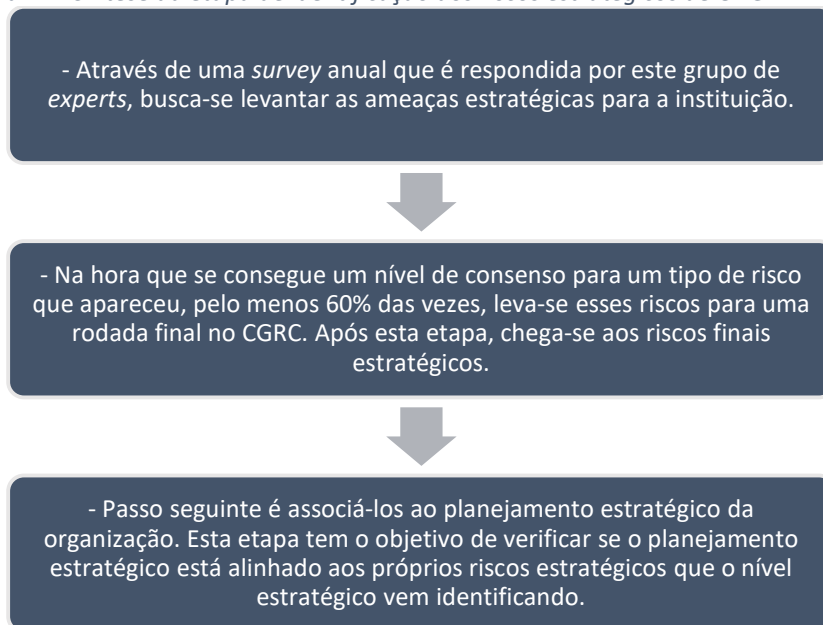 - Através de uma survey anual que é respondida por este grupo de
experts, busca-se levantar as ameaças estratégicas para a instituição.
- Na hora que se consegue um nível de consenso para um tipo de risco
que apareceu, pelo menos 60% das vezes, leva-se esses riscos para uma
rodada final no CGRC. Após esta etapa, chega-se aos riscos finais
estratégicos.
- Passo seguinte é associá-los ao planejamento estratégico da
organização. Esta etapa tem o objetivo de verificar se o planejamento
estratégico está alinhado aos próprios riscos estratégicos que o nível
estratégico vem identificando.